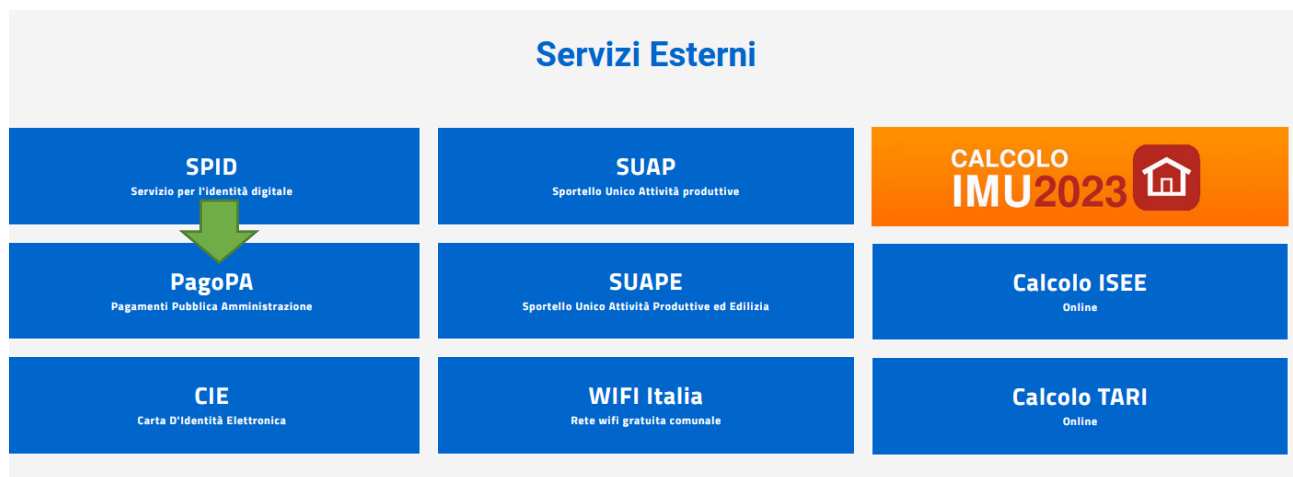 Servizi Esterni
SPID
Servizio per l'identità digitale
SUAP
Sportello Unico Attività produttive
CALCOLO
IMU2023
PagoPA
Pagamenti Pubblica Amministrazione
SUAPE
Sportello Unico Attività Produttive ed Edilizia
Calcolo ISEE
Online
CIE
Carta D'Identità Elettronica
WIFI Italia
Rete wifi gratuita comunale
Calcolo TARI
Online